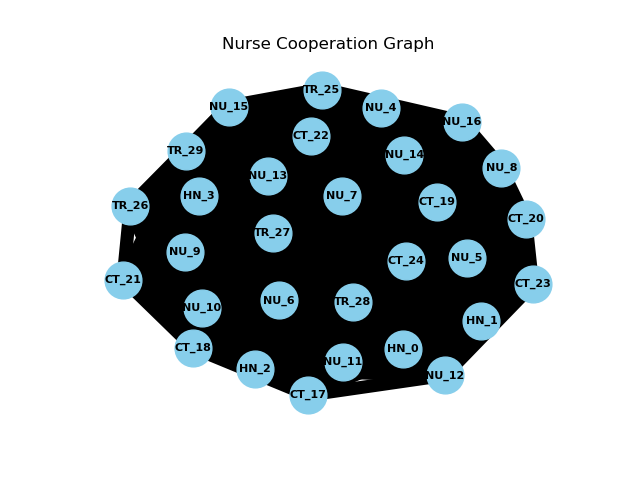 Nurse Cooperation Graph
TR_25
NU_15
NU_4
NU_16
CT_22
TR_29
NU_14
NU_8
NU_13
HN_3
NU_7
CT_19
TR_26
CT_20
TR_27
NU_9
NU_5
CT_24
CT_21
CT_23
NU_6
TR_28
NU_10
HN_1
CT_18
HN_0
NU_11
HN_2
NU_12
CT_17